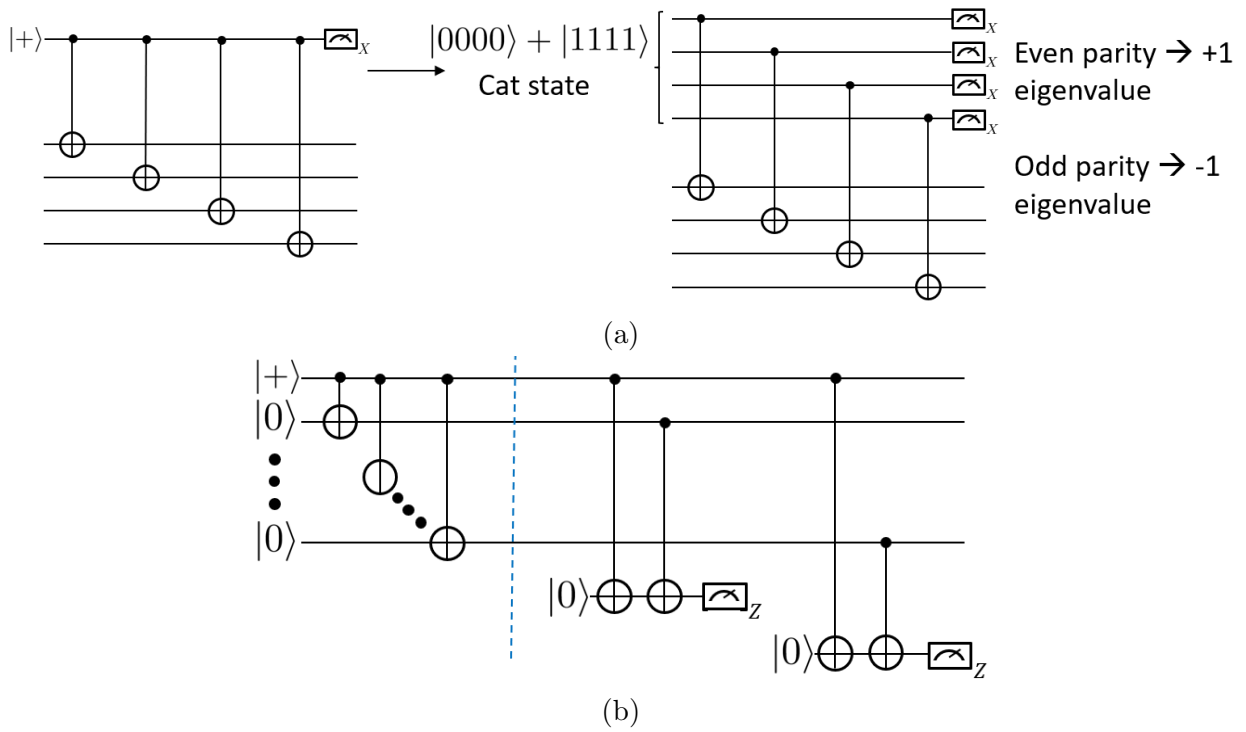 |+⟩
X
|0000⟩ + |1111⟩
Cat state
X
X
X
X
Even parity → +1
eigenvalue
Odd parity → -1
eigenvalue
(a)
|+⟩
|0⟩
|0⟩
|0⟩
Z
|0⟩
Z
(b)